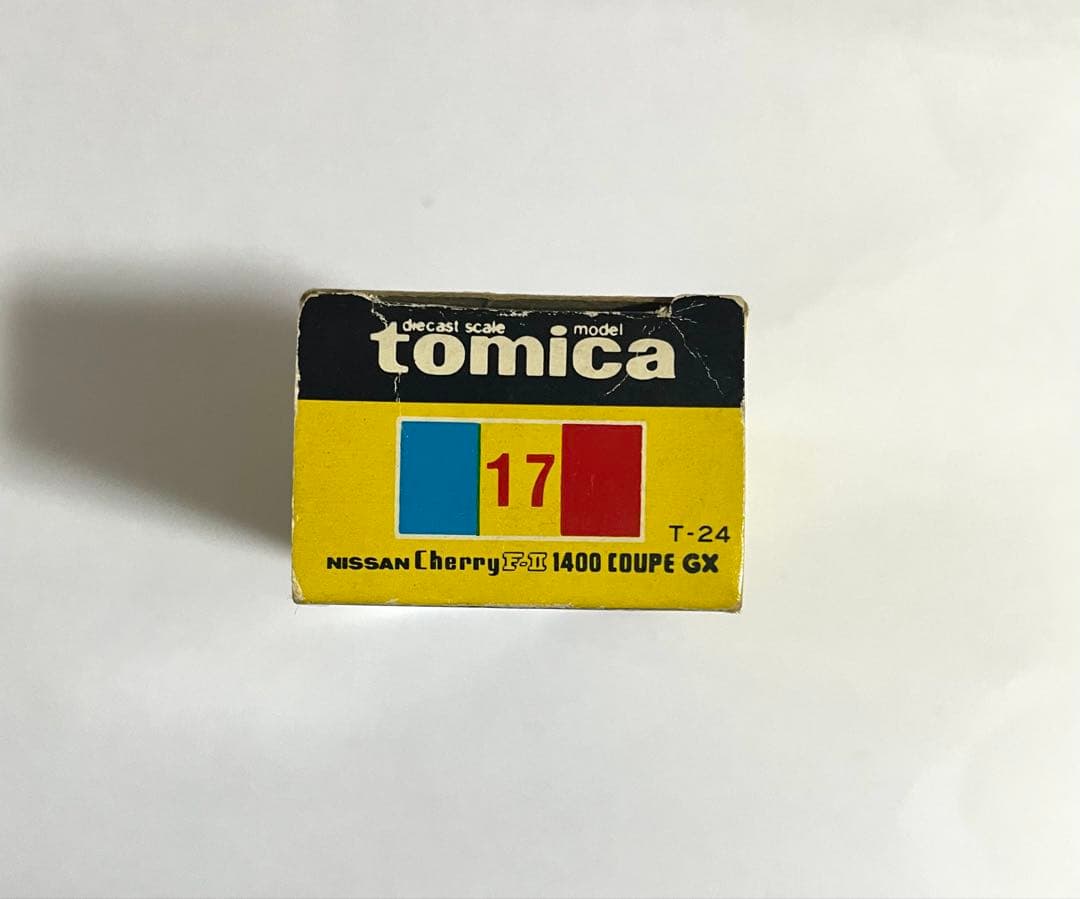 diecast scale model
tomica
17
T-24
NISSAN Cherry F-II 1400 COUPE GX